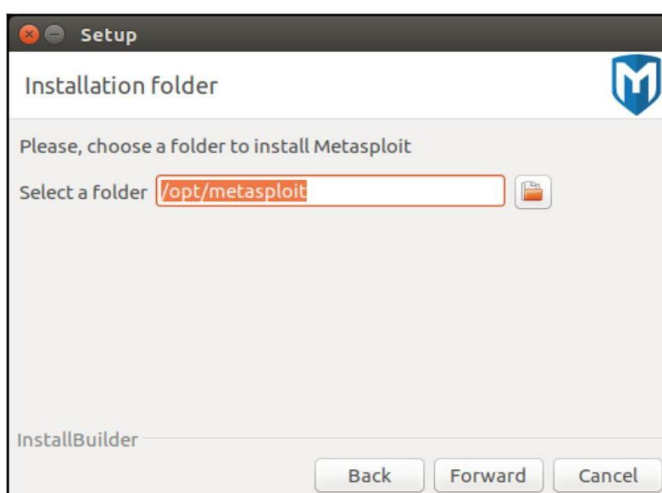 Setup
Installation folder
Please, choose a folder to install Metasploit
Select a folder /opt/metasploit
InstallBuilder
Back Forward Cancel